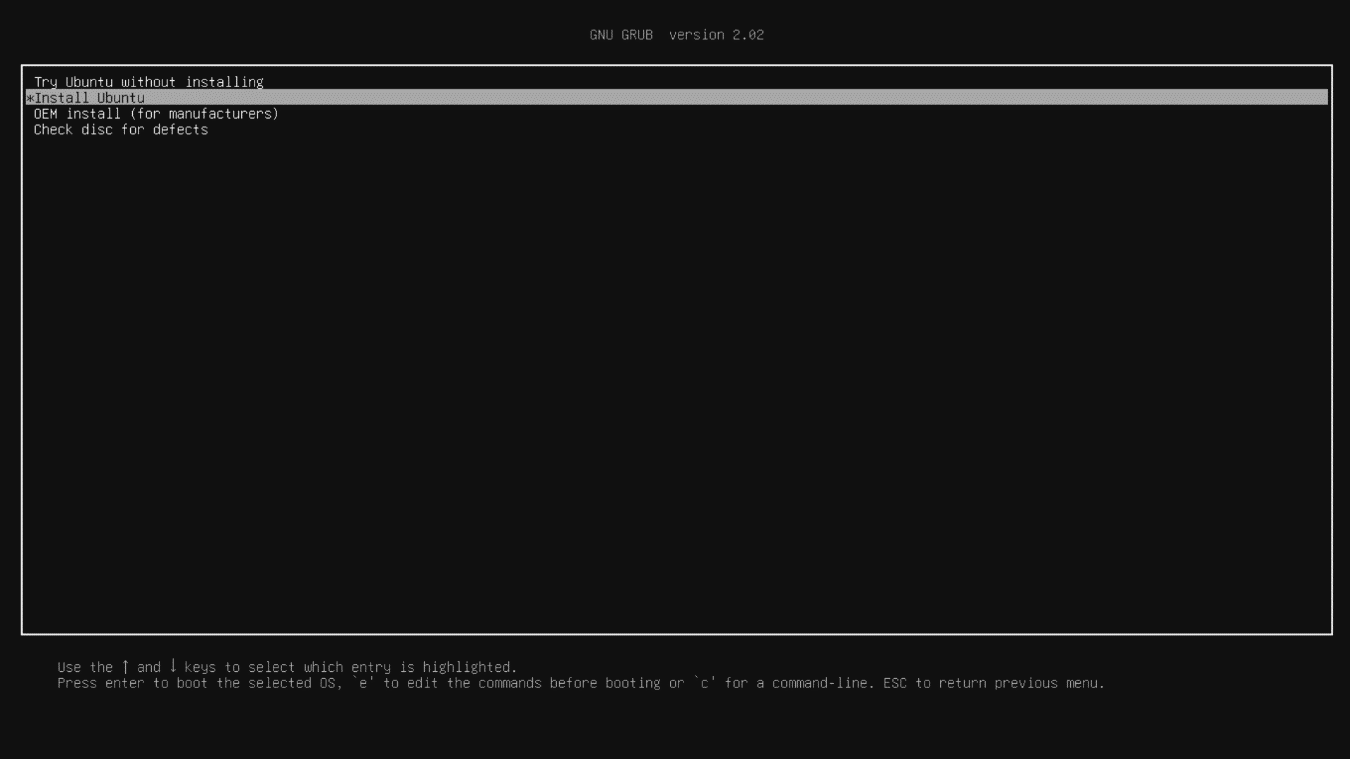 GNU GRUB  version 2.02
Try Ubuntu without installing
*Install Ubuntu
OEM install (for manufacturers)
Check disc for defects
Use the ↑ and ↓ keys to select which entry is highlighted.
Press enter to boot the selected OS, `e' to edit the commands before booting or `c' for a command-line. ESC to return previous menu.